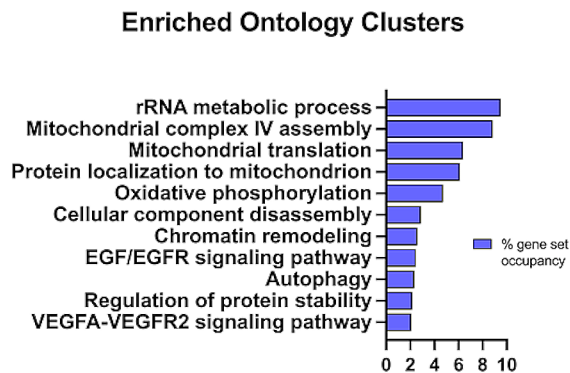 Enriched Ontology Clusters
rRNA metabolic process
Mitochondrial complex IV assembly
Mitochondrial translation
Protein localization to mitochondrion
Oxidative phosphorylation
Cellular component disassembly
Chromatin remodeling
EGF/EGFR signaling pathway
Autophagy
Regulation of protein stability
VEGFA-VEGFR2 signaling pathway
% gene set
occupancy
0 2 4 6 8 10